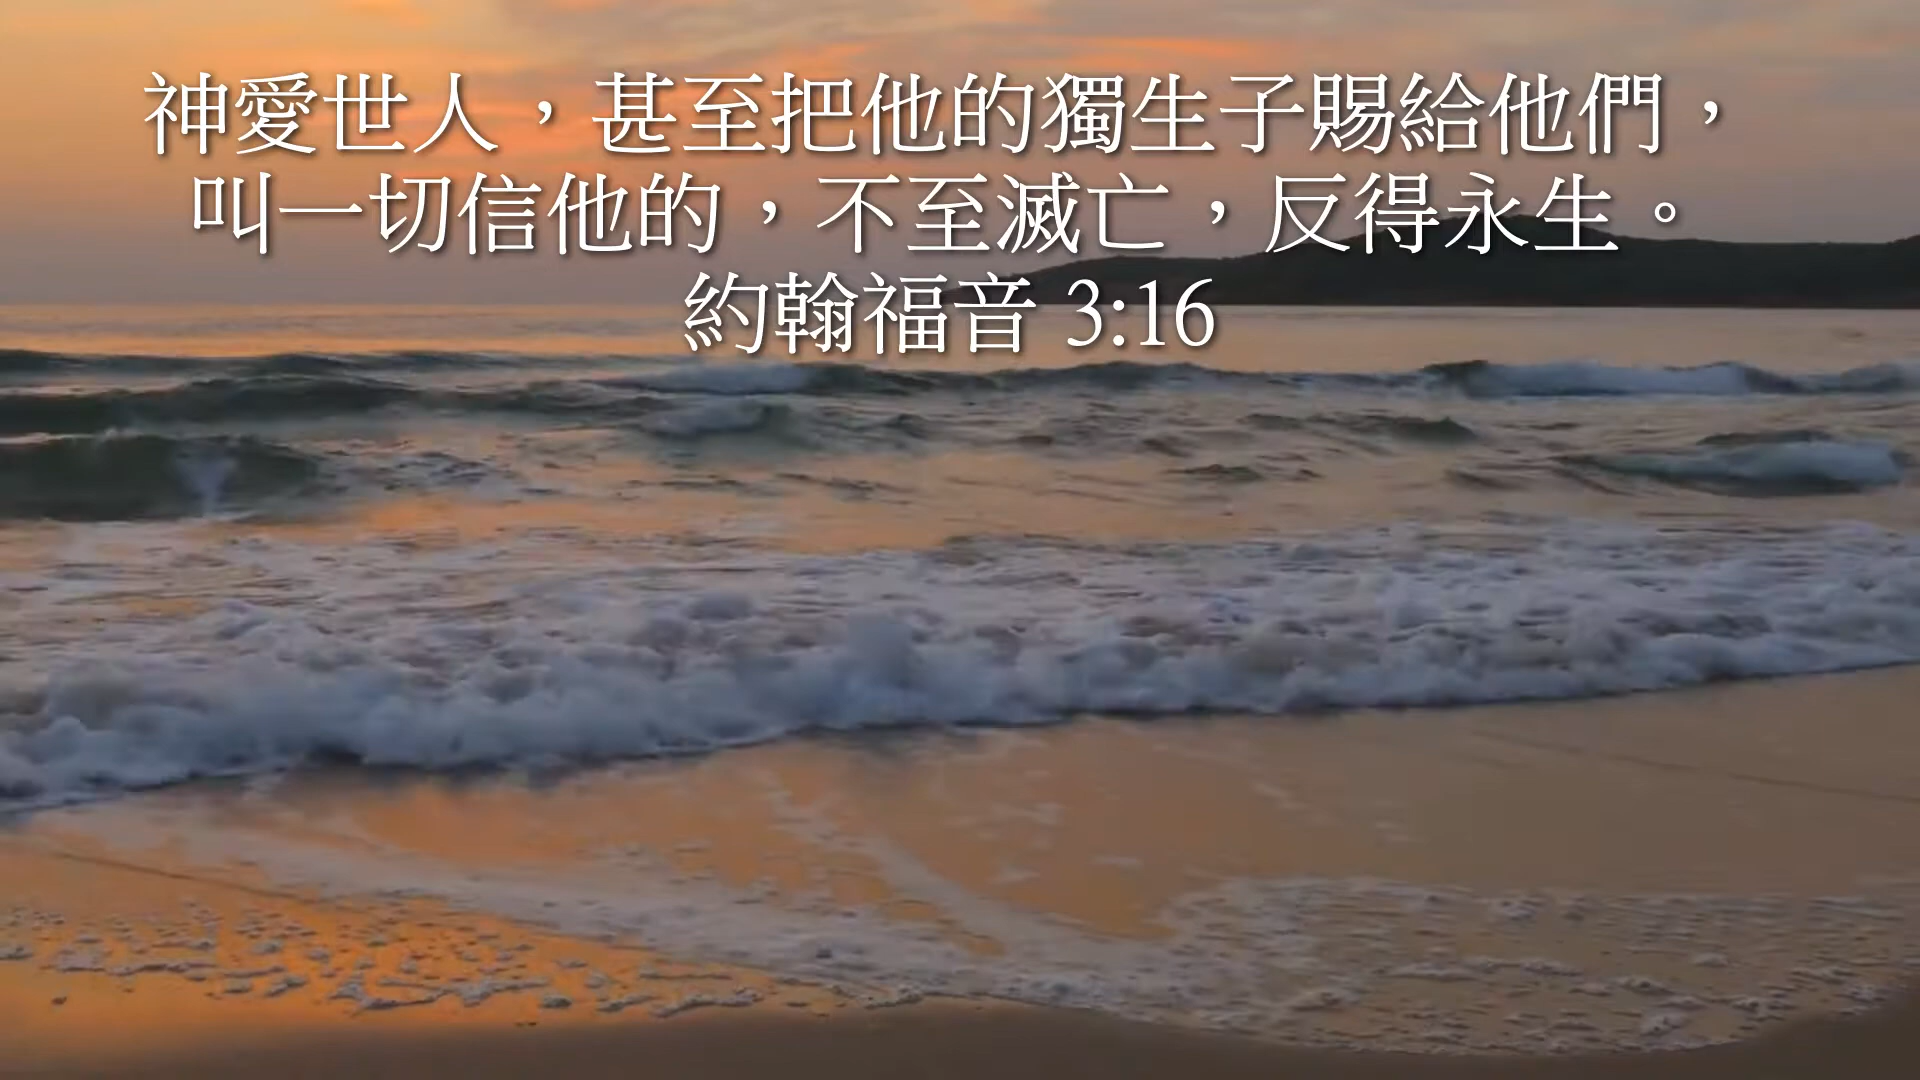 神愛世人，甚至把他的獨生子賜給他們，
叫一切信他的，不至滅亡，反得永生。
約翰福音 3:16